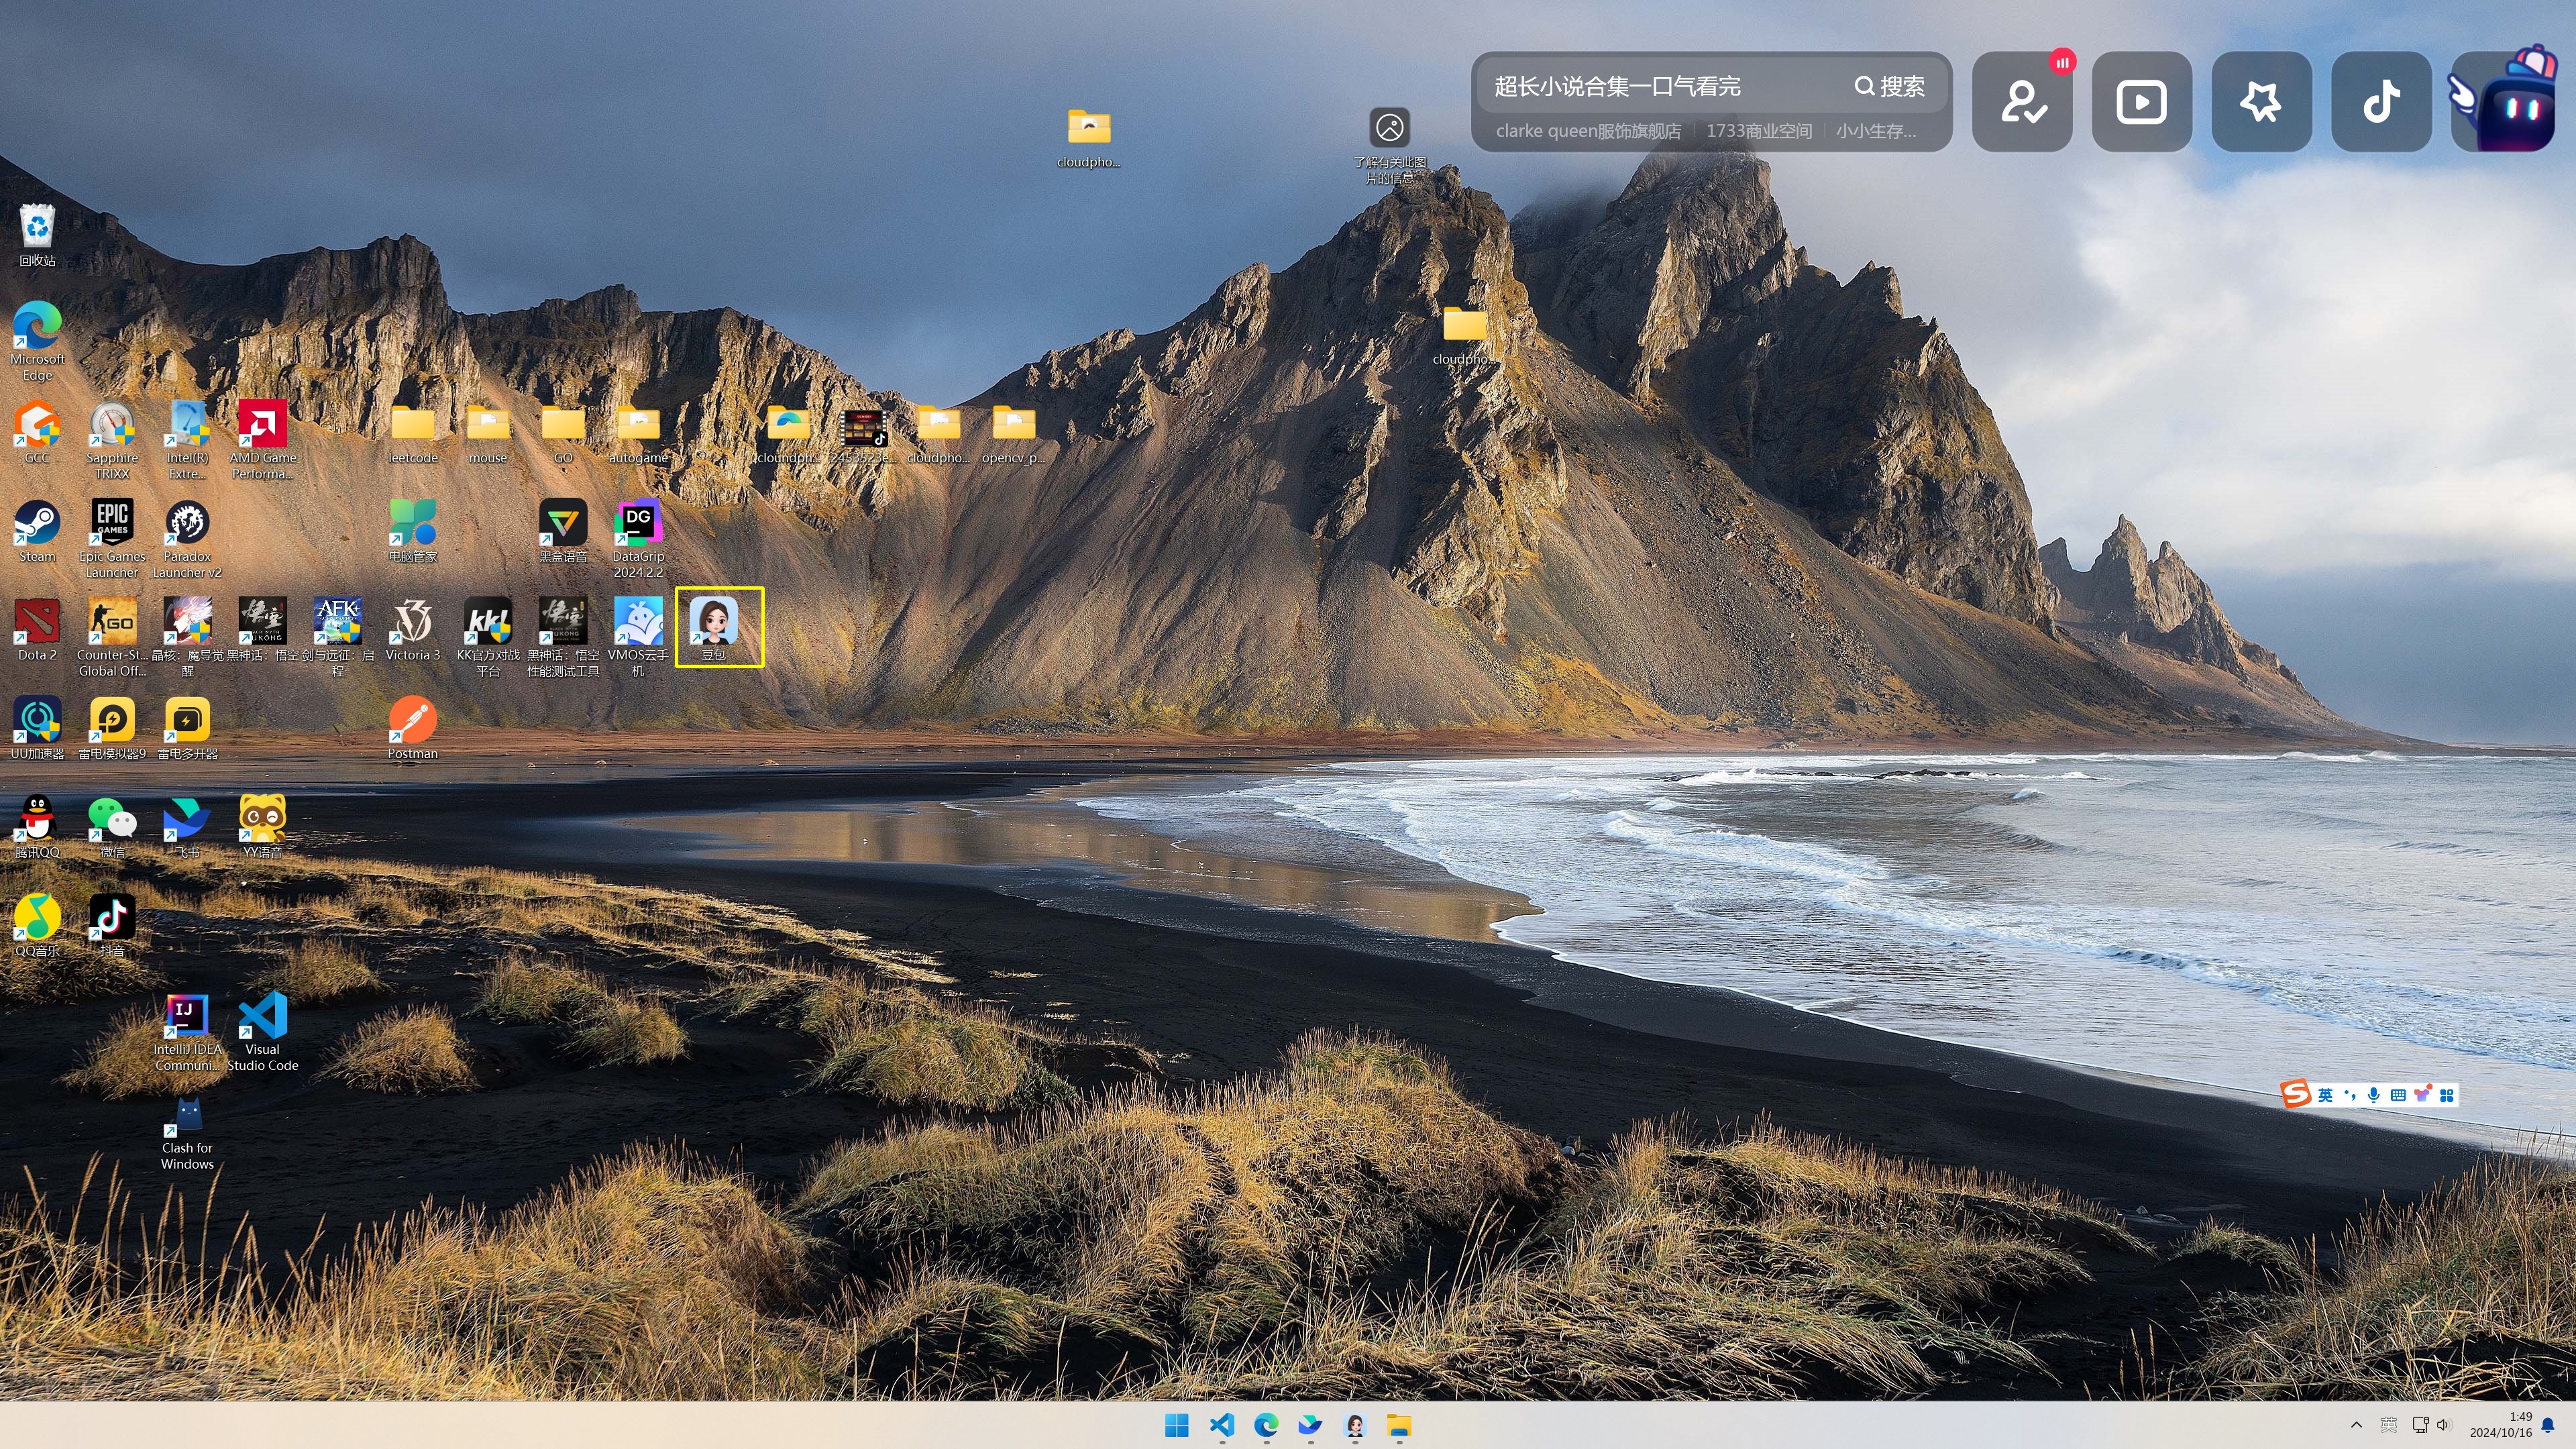 超长小说合集一口气看完
搜索
clarke queen服饰旗舰店
1733商业空间
小小生存...
cloudpho...
了解有关此图
片的信息
回收站
Microsoft
Edge
cloudpho...
GCC
Sapphire
TRIXX
Intel(R)
Extre...
AMD Game
Performa...
leetcode
mouse
GO
autogame
cloundph...
2453523e...
cloudpho...
opencv_p...
Steam
EPIC
GAMES
Epic Games
Launcher
Paradox
Launcher v2
电脑管家
黑盒语音
DG
DataGrip
2024.2.2
Dota 2
GO
Counter-St...
Global Off...
晶核：魔导觉
醒
黑神话：悟空
AFK
剑与远征：启
程
Victoria 3
kk
KK官方对战
平台
黑神话：悟空
性能测试工具
VMOS云手
机
豆包
UU加速器
雷电模拟器9
雷电多开器
Postman
腾讯QQ
微信
飞书
YY语音
QQ音乐
抖音
IJ
IntelliJ IDEA
Communi...
Visual
Studio Code
英
Clash for
Windows
英
1:49
2024/10/16